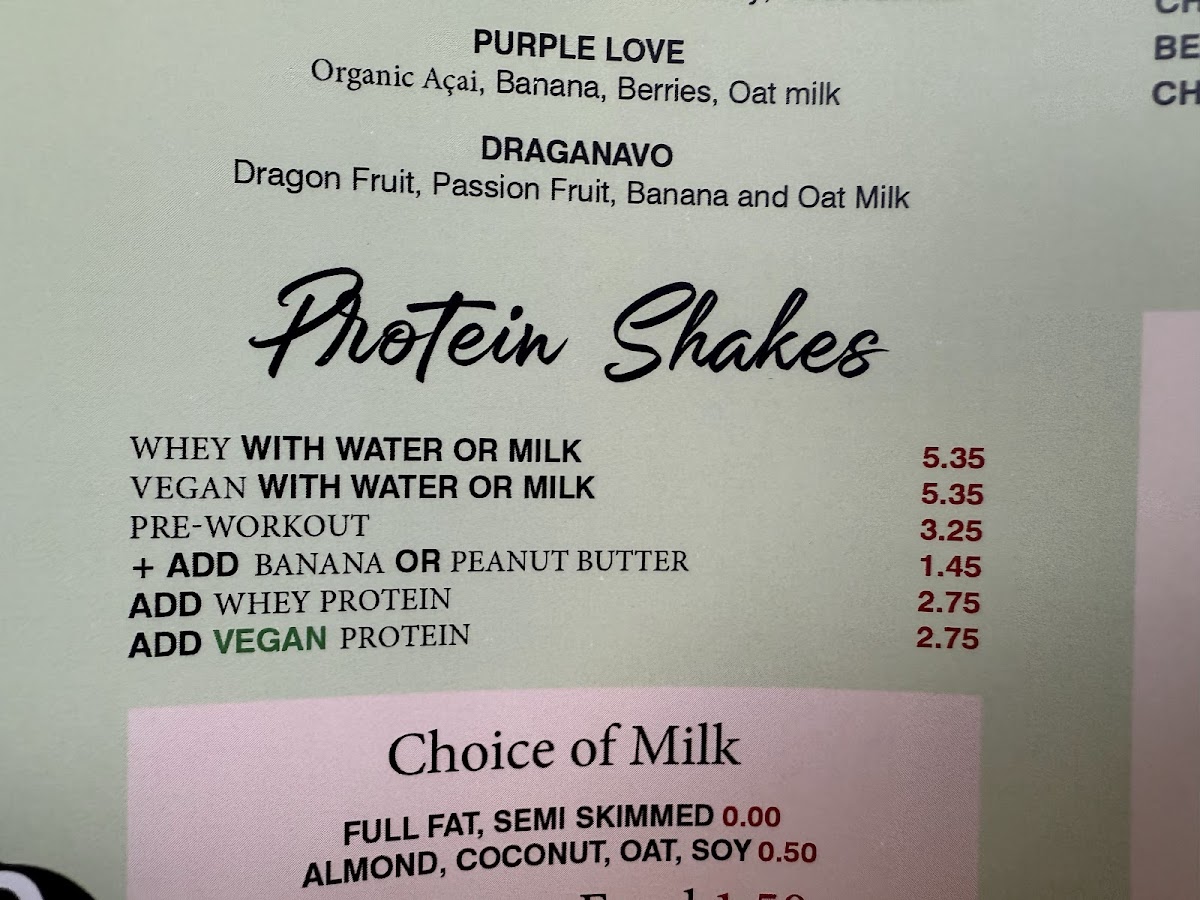 PURPLE LOVE
Organic Açai, Banana, Berries, Oat milk
DRAGANAVO
Dragon Fruit, Passion Fruit, Banana and Oat Milk
Protein Shakes
WHEY WITH WATER OR MILK 5.35
VEGAN WITH WATER OR MILK 5.35
PRE-WORKOUT 3.25
+ ADD BANANA OR PEANUT BUTTER 1.45
ADD WHEY PROTEIN 2.75
ADD VEGAN PROTEIN 2.75
Choice of Milk
FULL FAT, SEMI SKIMMED 0.00
ALMOND, COCONUT, OAT, SOY 0.50
CH
BE
CH